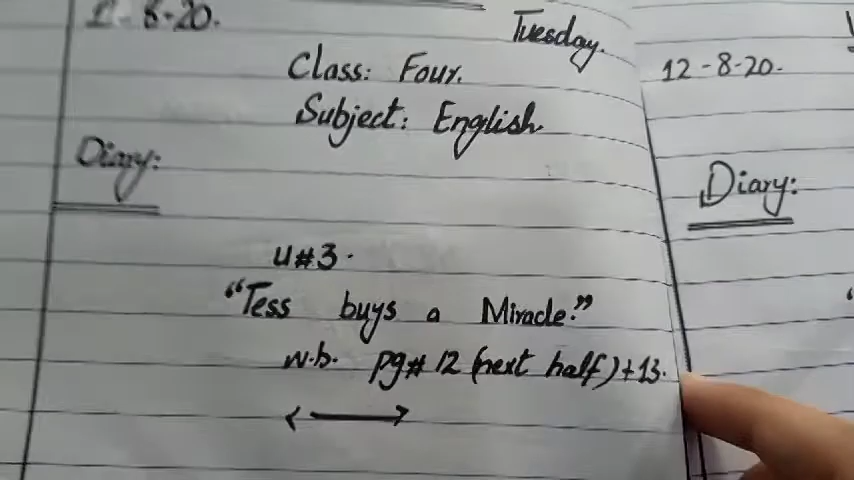 -8-20.
Tuesday.
Class: Four.
Subject: English
Diary:
U#3.
“Tess buys a Miracle.”
w.b. pg# 12 (next half)+13.
12-8-20.
Diary: